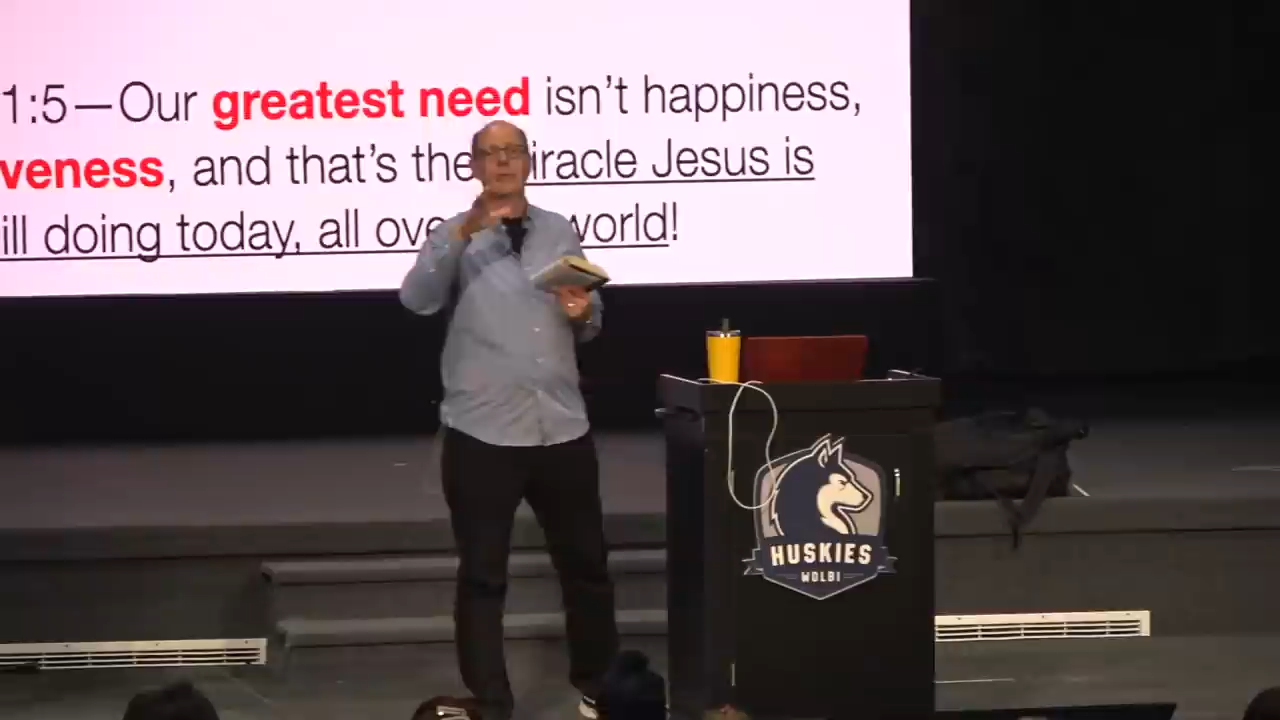 1:5—Our greatest need isn't happiness,
veness, and that's the iracle Jesus is
ill doing today, all ove world!
HUSKIES
WOLBI